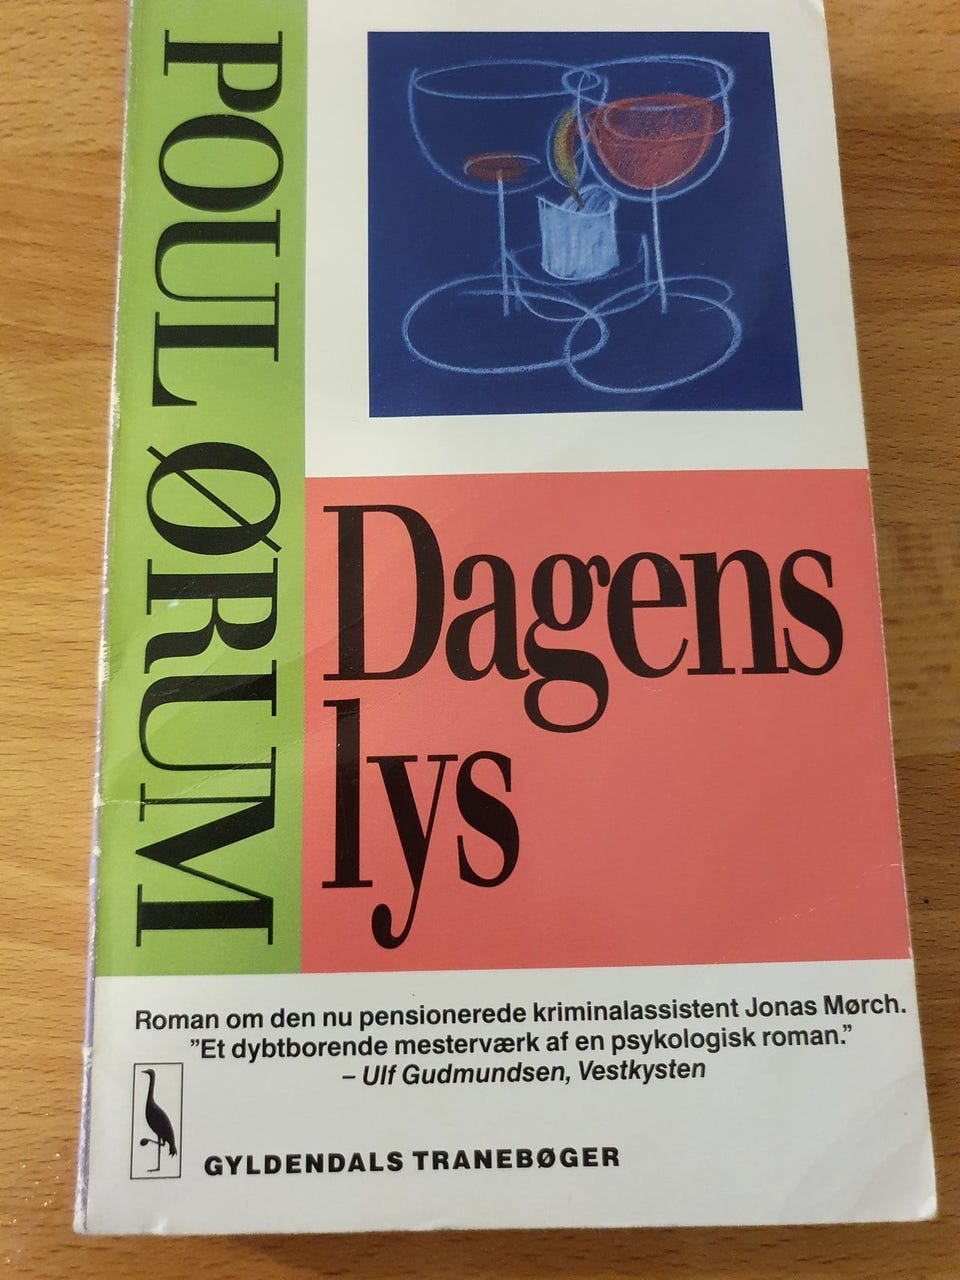 POUL ØRUM
Dagens
lys
Roman om den nu pensionerede kriminalassistent Jonas Mørch.
”Et dybtborende mesterværk af en psykologisk roman.”
– Ulf Gudmundsen, Vestkysten
GYLDENDALS TRANEBØGER